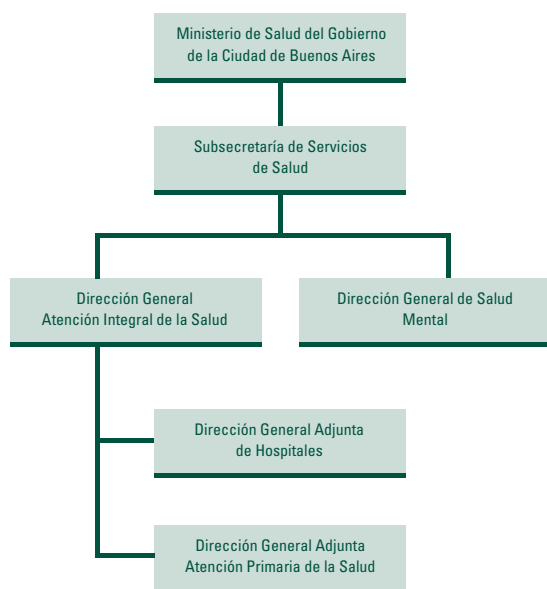 Ministerio de Salud del Gobierno
de la Ciudad de Buenos Aires
Subsecretaría de Servicios
de Salud
Dirección General
Atención Integral de la Salud
Dirección General de Salud
Mental
Dirección General Adjunta
de Hospitales
Dirección General Adjunta
Atención Primaria de la Salud